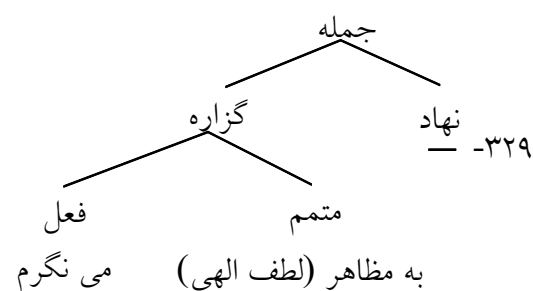 جمله
نهاد گزاره
۳۲۹- —
متمم فعل
به مظاهر (لطف الهی) می نگرم